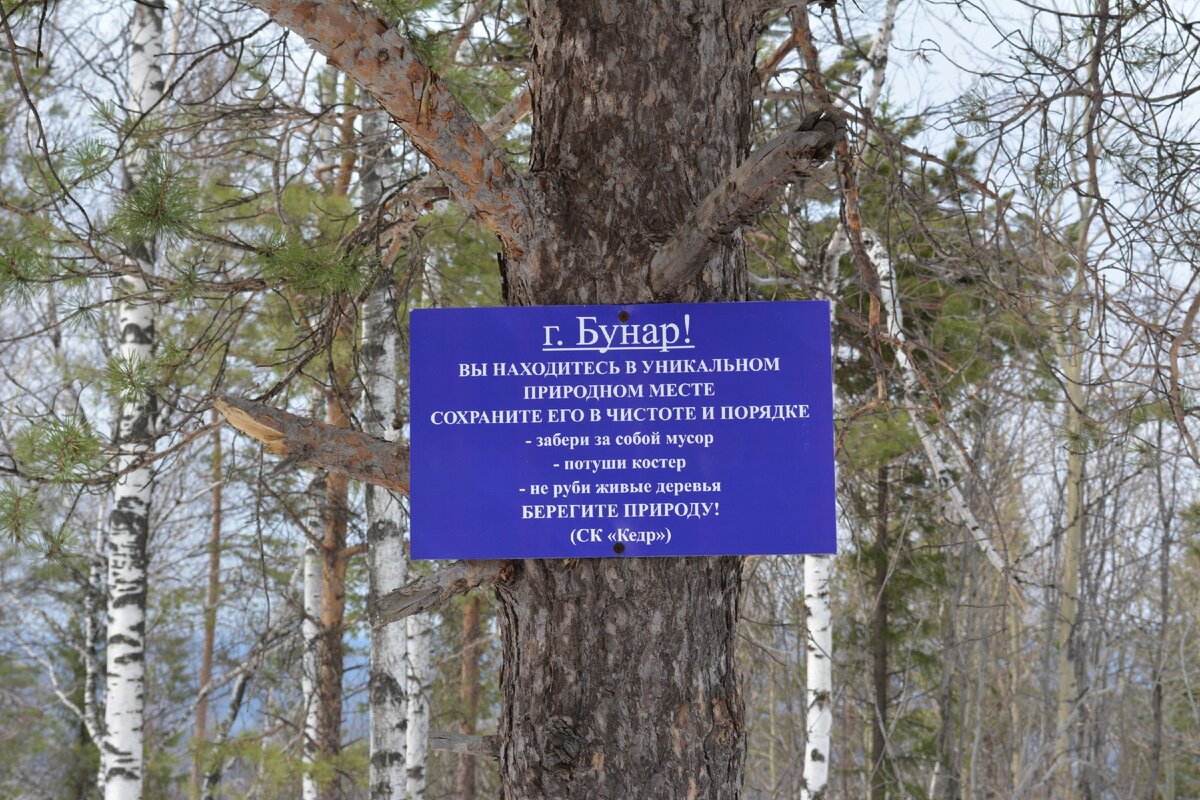 г. Бунар!
ВЫ НАХОДИТЕСЬ В УНИКАЛЬНОМ
ПРИРОДНОМ МЕСТЕ
СОХРАНИТЕ ЕГО В ЧИСТОТЕ И ПОРЯДКЕ
- забери за собой мусор
- потуши костер
- не руби живые деревья
БЕРЕГИТЕ ПРИРОДУ!
(СК «Кедр»)